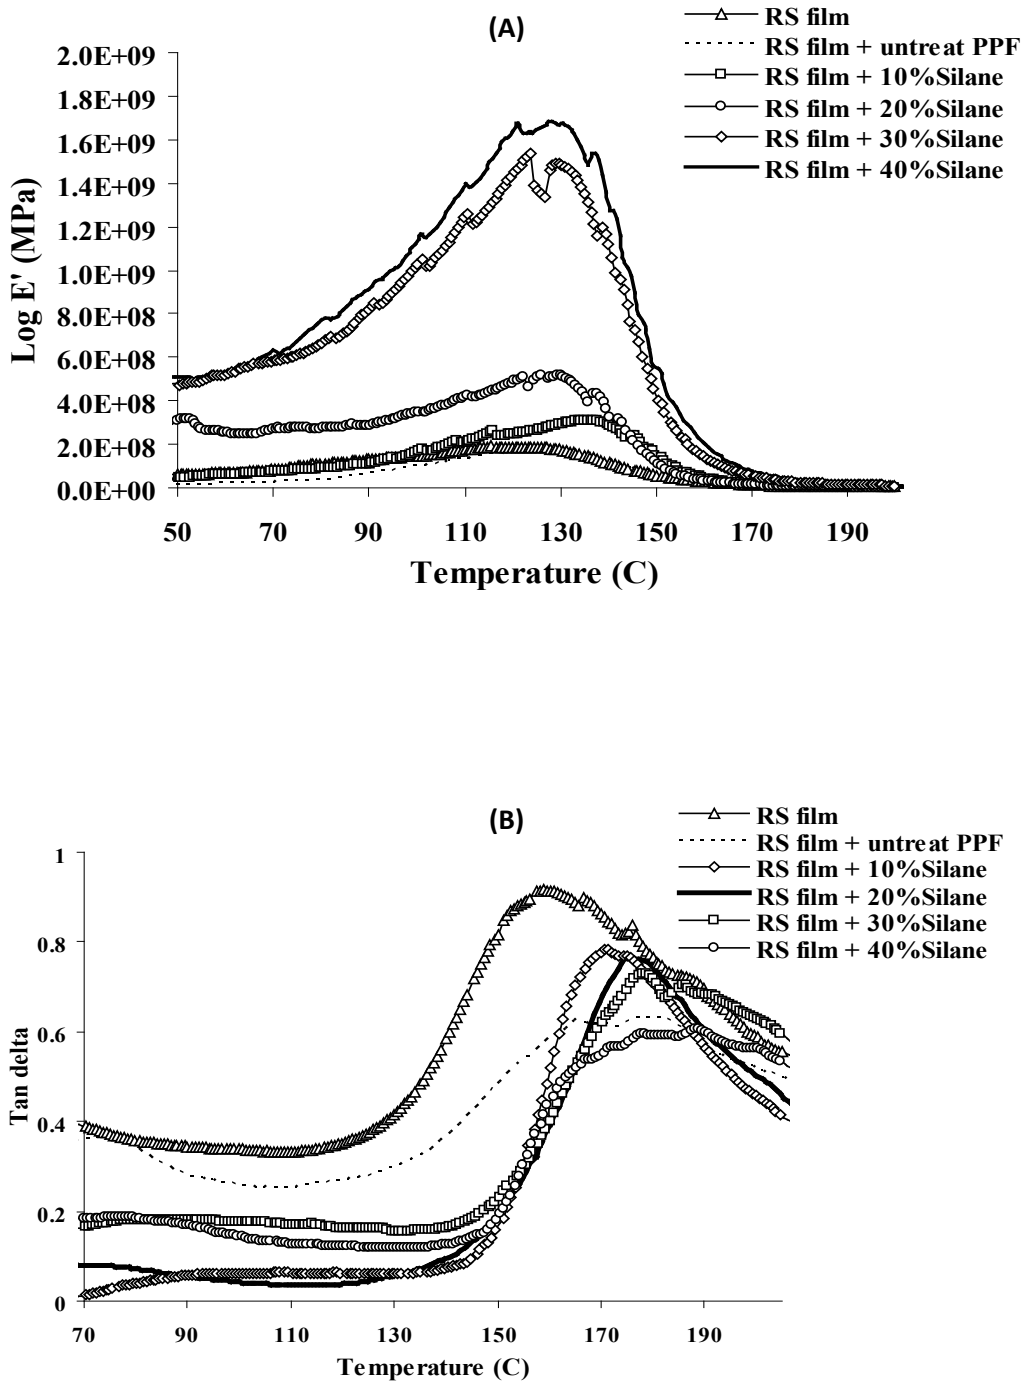 (A)
RS film
RS film + untreat PPF
RS film + 10%Silane
RS film + 20%Silane
RS film + 30%Silane
RS film + 40%Silane
2.0E+09
1.8E+09
1.6E+09
1.4E+09
1.2E+09
1.0E+09
8.0E+08
6.0E+08
4.0E+08
2.0E+08
0.0E+00
Log E' (MPa)
50 70 90 110 130 150 170 190
Temperature (C)
(B)
RS film
RS film + untreat PPF
RS film + 10%Silane
RS film + 20%Silane
RS film + 30%Silane
RS film + 40%Silane
1
0.8
0.6
0.4
0.2
0
Tan delta
70 90 110 130 150 170 190
Temperature (C)